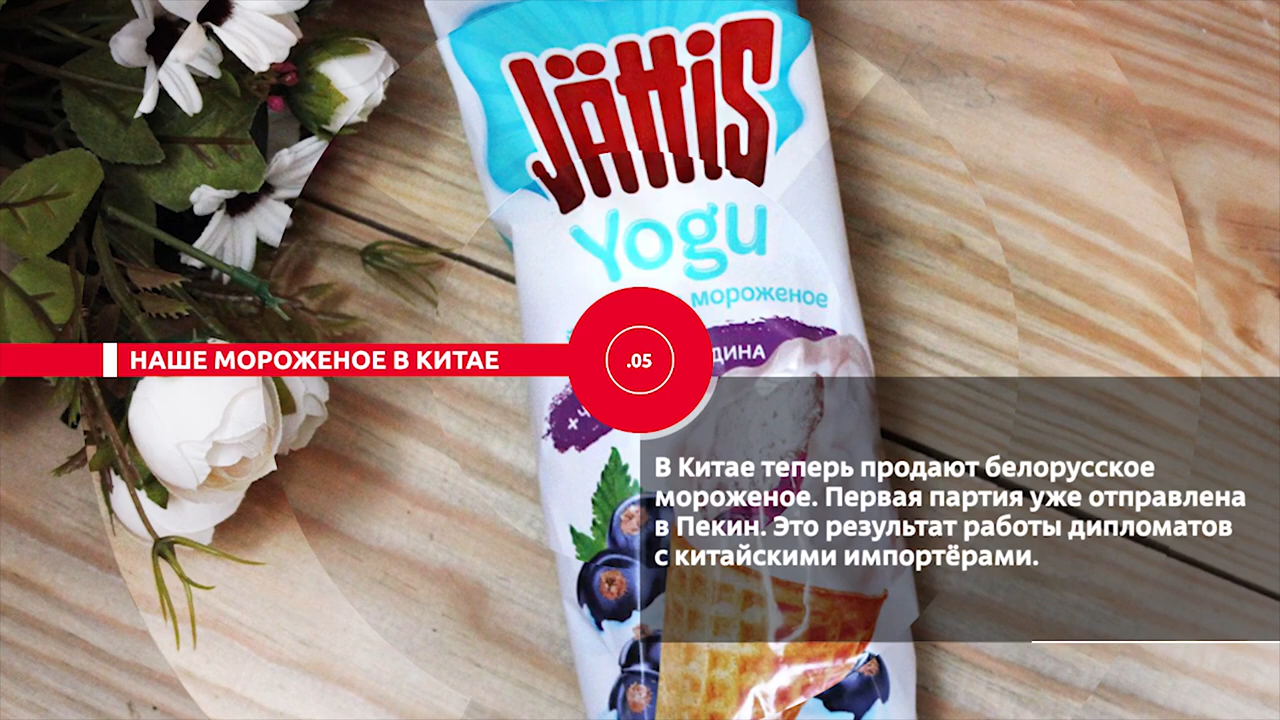 JÄttiS
Yogu
мороженое
НАШЕ МОРОЖЕНОЕ В КИТАЕ
.05
В Китае теперь продают белорусское
мороженое. Первая партия уже отправлена
в Пекин. Это результат работы дипломатов
с китайскими импортёрами.